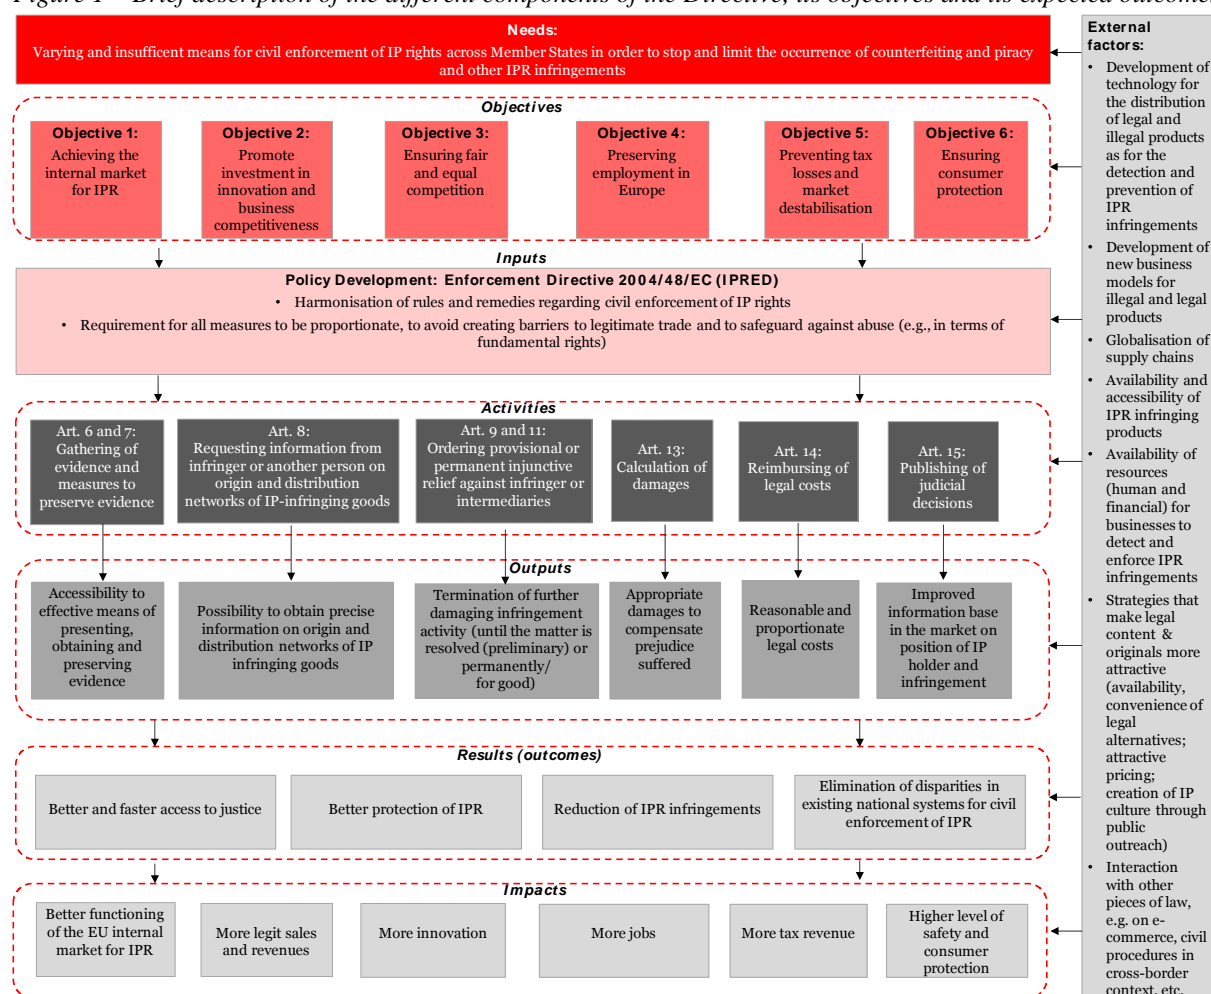 Figure 1 – Brief description of the different components of the Directive, its objectives and its expected outcomes
Needs:
Varying and insufficent means for civil enforcement of IP rights across Member States in order to stop and limit the occurrence of counterfeiting and piracy
and other IPR infringements
Objectives
Objective 1:
Achieving the
internal market
for IPR
Objective 2:
Promote
investment in
innovation and
business
competitiveness
Objective 3:
Ensuring fair
and equal
competition
Objective 4:
Preserving
employment in
Europe
Objective 5:
Preventing tax
losses and
market
destabilisation
Objective 6:
Ensuring
consumer
protection
Inputs
Policy Development: Enforcement Directive 2004/48/EC (IPRED)
• Harmonisation of rules and remedies regarding civil enforcement of IP rights
• Requirement for all measures to be proportionate, to avoid creating barriers to legitimate trade and to safeguard against abuse (e.g., in terms of
fundamental rights)
Activities
Art. 6 and 7:
Gathering of
evidence and
measures to
preserve evidence
Art. 8:
Requesting information from
infringer or another person on
origin and distribution
networks of IP-infringing goods
Art. 9 and 11:
Ordering provisional or
permanent injunctive
relief against infringer or
intermediaries
Art. 13:
Calculation of
damages
Art. 14:
Reimbursing of
legal costs
Art. 15:
Publishing of
judicial
decisions
Outputs
Accessibility to
effective means of
presenting,
obtaining and
preserving
evidence
Possibility to obtain precise
information on origin and
distribution networks of IP
infringing goods
Termination of further
damaging infringement
activity (until the matter is
resolved (preliminary) or
permanently/
for good)
Appropriate
damages to
compensate
prejudice
suffered
Reasonable and
proportionate
legal costs
Improved
information base
in the market on
position of IP
holder and
infringement
Results (outcomes)
Better and faster access to justice
Better protection of IPR
Reduction of IPR infringements
Elimination of disparities in
existing national systems for civil
enforcement of IPR
Impacts
Better functioning
of the EU internal
market for IPR
More legit sales
and revenues
More innovation
More jobs
More tax revenue
Higher level of
safety and
consumer
protection
External
factors:
• Development of
technology for
the distribution
of legal and
illegal products
as for the
detection and
prevention of
IPR
infringements
• Development of
new business
models for
illegal and legal
products
• Globalisation of
supply chains
• Availability and
accessibility of
IPR infringing
products
• Availability of
resources
(human and
financial) for
businesses to
detect and
enforce IPR
infringements
• Strategies that
make legal
content &
originals more
attractive
(availability,
convenience of
legal
alternatives;
attractive
pricing;
creation of IP
culture through
public
outreach)
• Interaction
with other
pieces of law,
e.g. on e-
commerce, civil
procedures in
cross-border
context, etc.